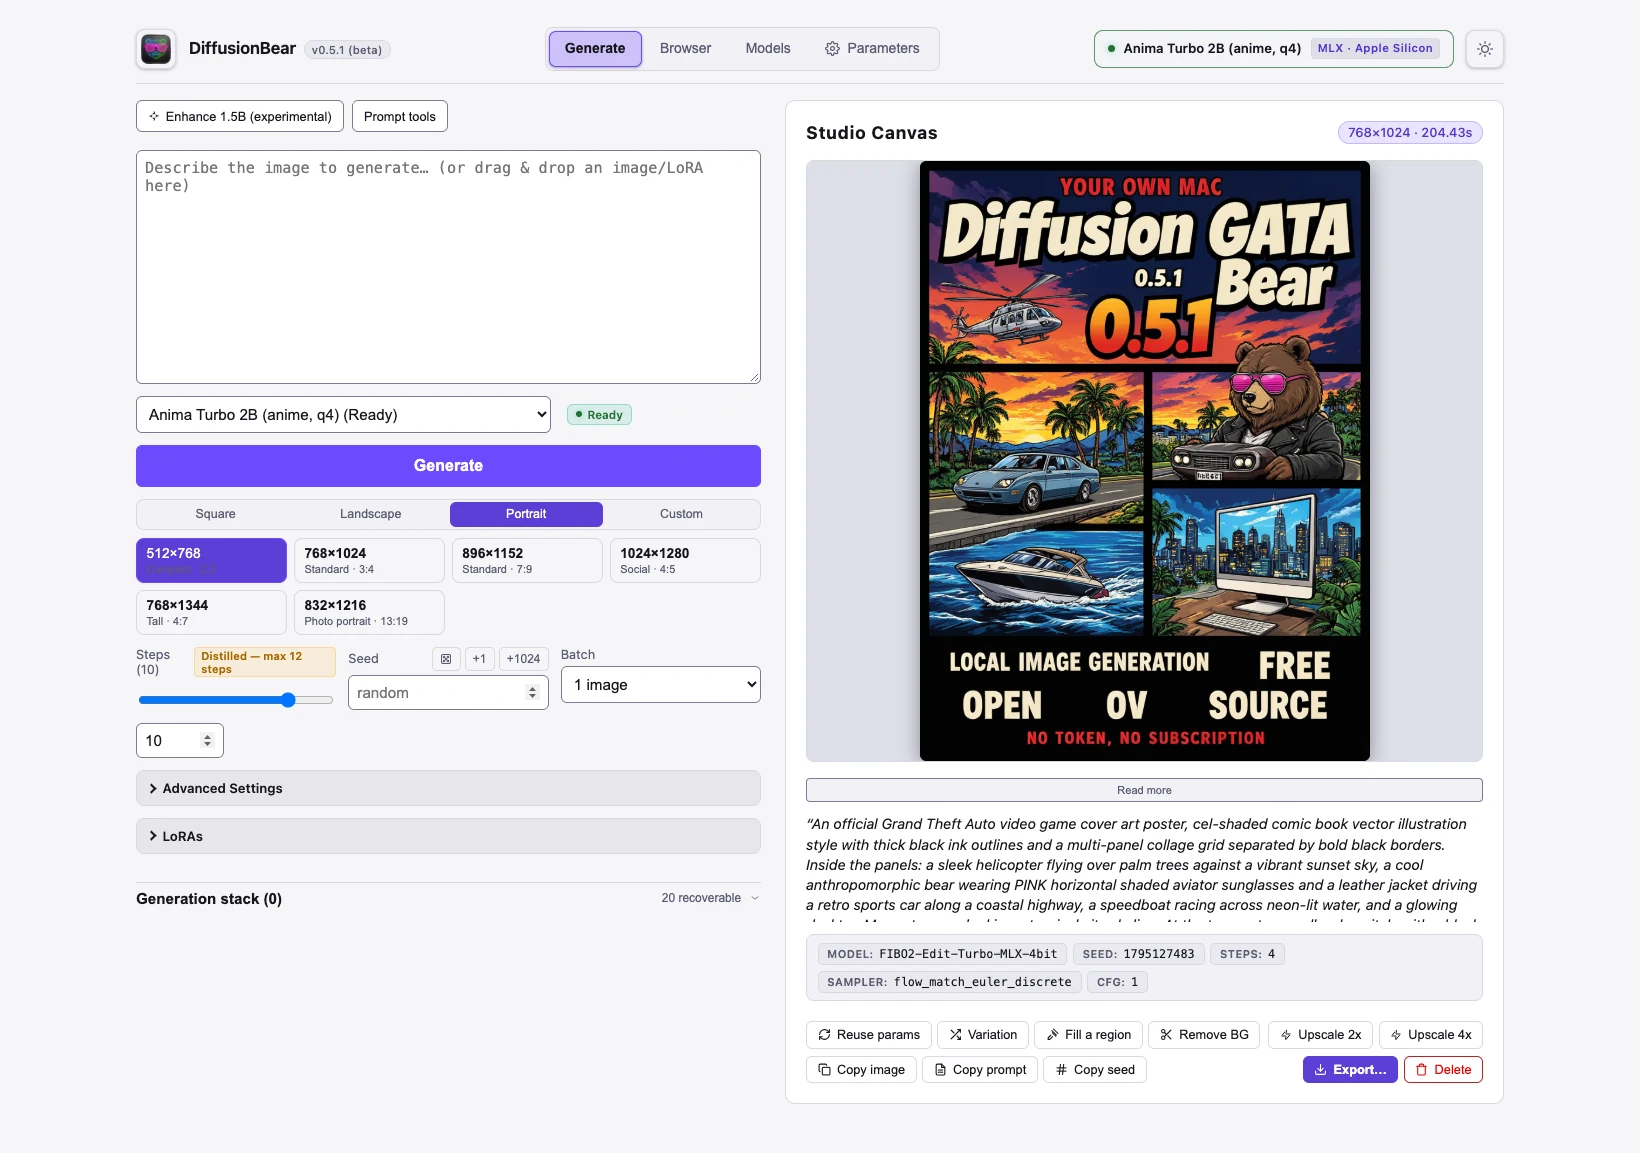 DiffusionBear v0.5.1 (beta)
Generate Browser Models Parameters
Anima Turbo 2B (anime, q4) MLX · Apple Silicon
Enhance 1.5B (experimental) Prompt tools
Describe the image to generate… (or drag & drop an image/LoRA
here)
Anima Turbo 2B (anime, q4) (Ready) Ready
Generate
Square Landscape Portrait Custom
512×768
768×1024
Standard · 3:4
896×1152
Standard · 7:9
1024×1280
Social · 4:5
768×1344
Tall · 4:7
832×1216
Photo portrait · 13:19
Steps
(10)
Distilled — max 12
steps
Seed +1 +1024
random
Batch
1 image
10
Advanced Settings
LoRAs
Generation stack (0) 20 recoverable
Studio Canvas 768×1024 · 204.43s
YOUR OWN MAC
Diffusion GATA
0.5.1 Bear
0.5.1
LOCAL IMAGE GENERATION FREE
OPEN OV SOURCE
NO TOKEN, NO SUBSCRIPTION
Read more
“An official Grand Theft Auto video game cover art poster, cel-shaded comic book vector illustration
style with thick black ink outlines and a multi-panel collage grid separated by bold black borders.
Inside the panels: a sleek helicopter flying over palm trees against a vibrant sunset sky, a cool
anthropomorphic bear wearing PINK horizontal shaded aviator sunglasses and a leather jacket driving
a retro sports car along a coastal highway, a speedboat racing across neon-lit water, and a glowing
MODEL: FIBO2-Edit-Turbo-MLX-4bit SEED: 1795127483 STEPS: 4
SAMPLER: flow_match_euler_discrete CFG: 1
Reuse params Variation Fill a region Remove BG Upscale 2x Upscale 4x
Copy image Copy prompt Copy seed Export… Delete